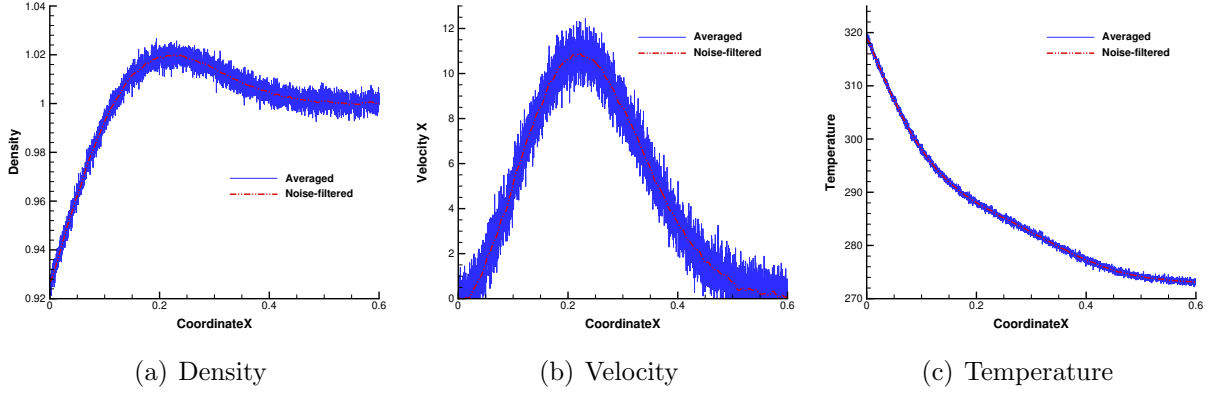 1.04
1.02
1
0.98
0.96
0.94
0.92
0
0.2
0.4
0.6
Density
CoordinateX
Averaged
Noise-filtered
(a) Density
12
10
8
6
4
2
0
0
0.2
0.4
0.6
Velocity X
CoordinateX
Averaged
Noise-filtered
(b) Velocity
320
310
300
290
280
270
0
0.2
0.4
0.6
Temperature
CoordinateX
Averaged
Noise-filtered
(c) Temperature